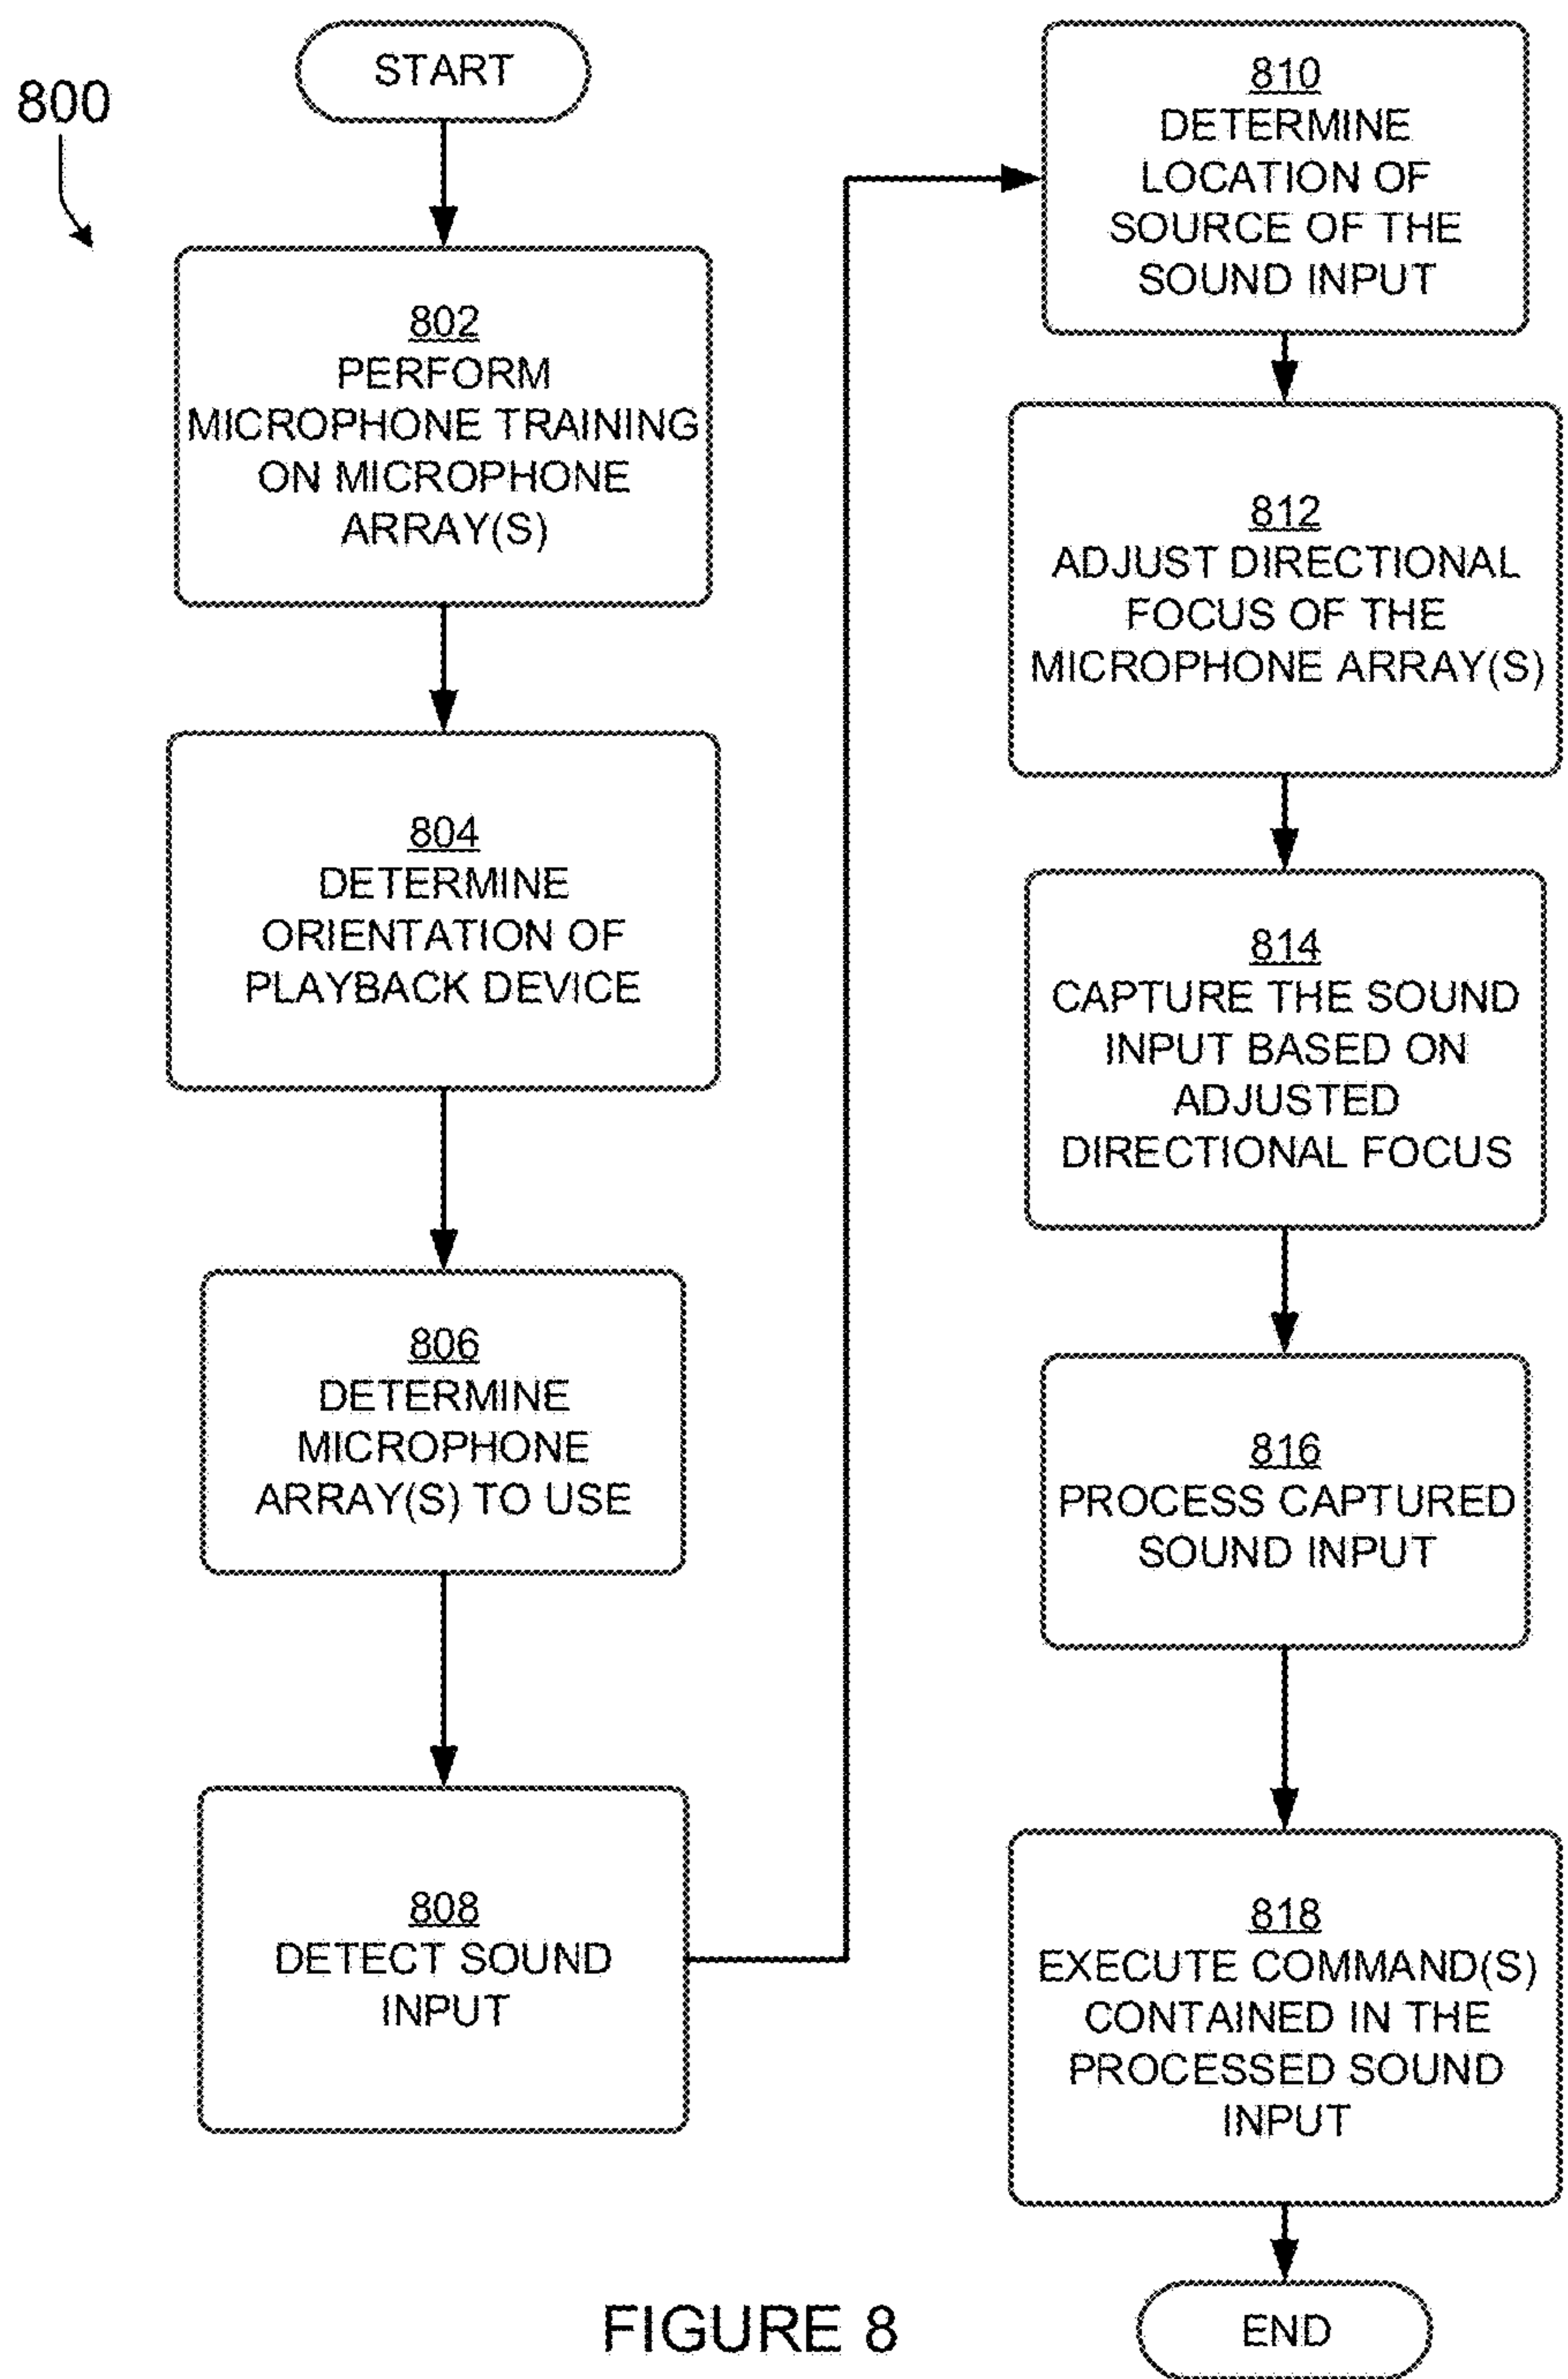 800
START
802
PERFORM
MICROPHONE TRAINING
ON MICROPHONE
ARRAY(S)
804
DETERMINE
ORIENTATION OF
PLAYBACK DEVICE
806
DETERMINE
MICROPHONE
ARRAY(S) TO USE
808
DETECT SOUND
INPUT
810
DETERMINE
LOCATION OF
SOURCE OF THE
SOUND INPUT
812
ADJUST DIRECTIONAL
FOCUS OF THE
MICROPHONE ARRAY(S)
814
CAPTURE THE SOUND
INPUT BASED ON
ADJUSTED
DIRECTIONAL FOCUS
816
PROCESS CAPTURED
SOUND INPUT
818
EXECUTE COMMAND(S)
CONTAINED IN THE
PROCESSED SOUND
INPUT
END
FIGURE 8